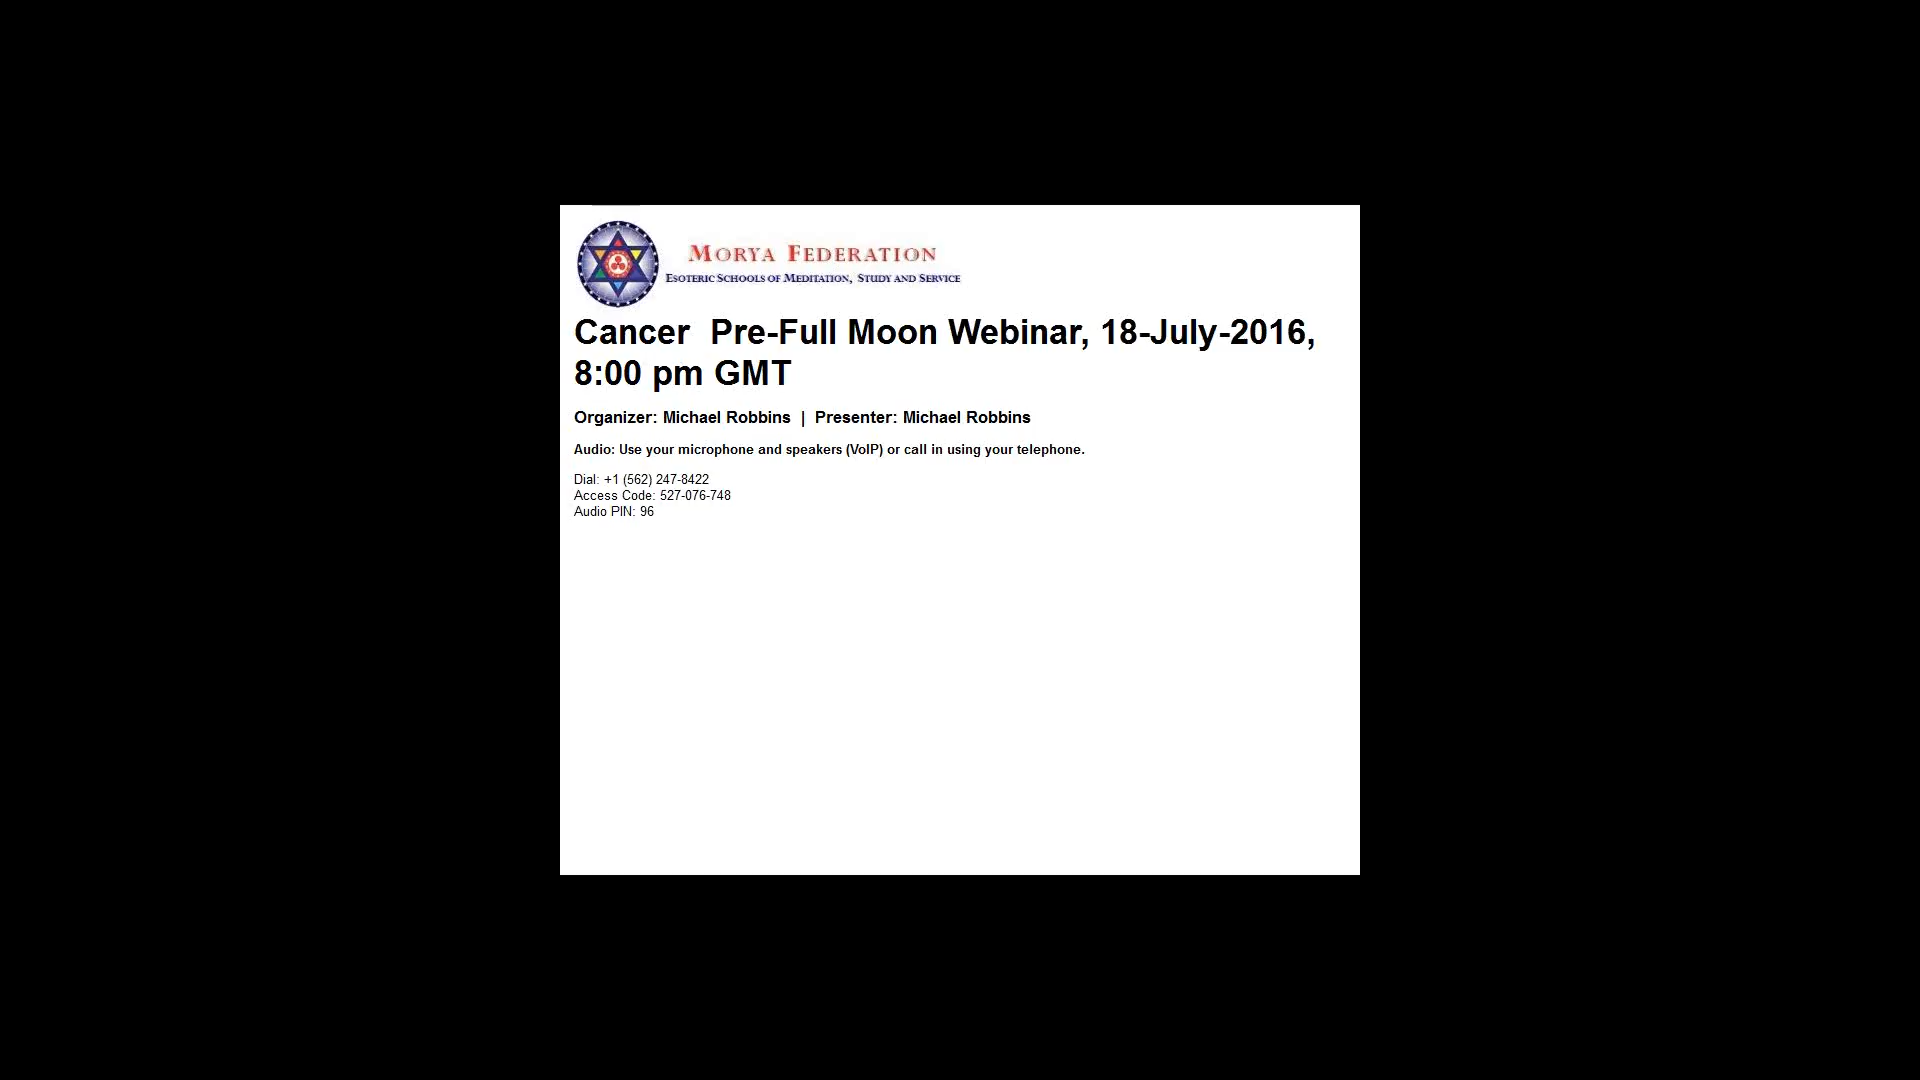 MORYA FEDERATION
ESOTERIC SCHOOLS OF MEDITATION, STUDY AND SERVICE
Cancer  Pre-Full Moon Webinar, 18-July-2016,
8:00 pm GMT
Organizer: Michael Robbins  |  Presenter: Michael Robbins
Audio: Use your microphone and speakers (VoIP) or call in using your telephone.
Dial: +1 (562) 247-8422
Access Code: 527-076-748
Audio PIN: 96